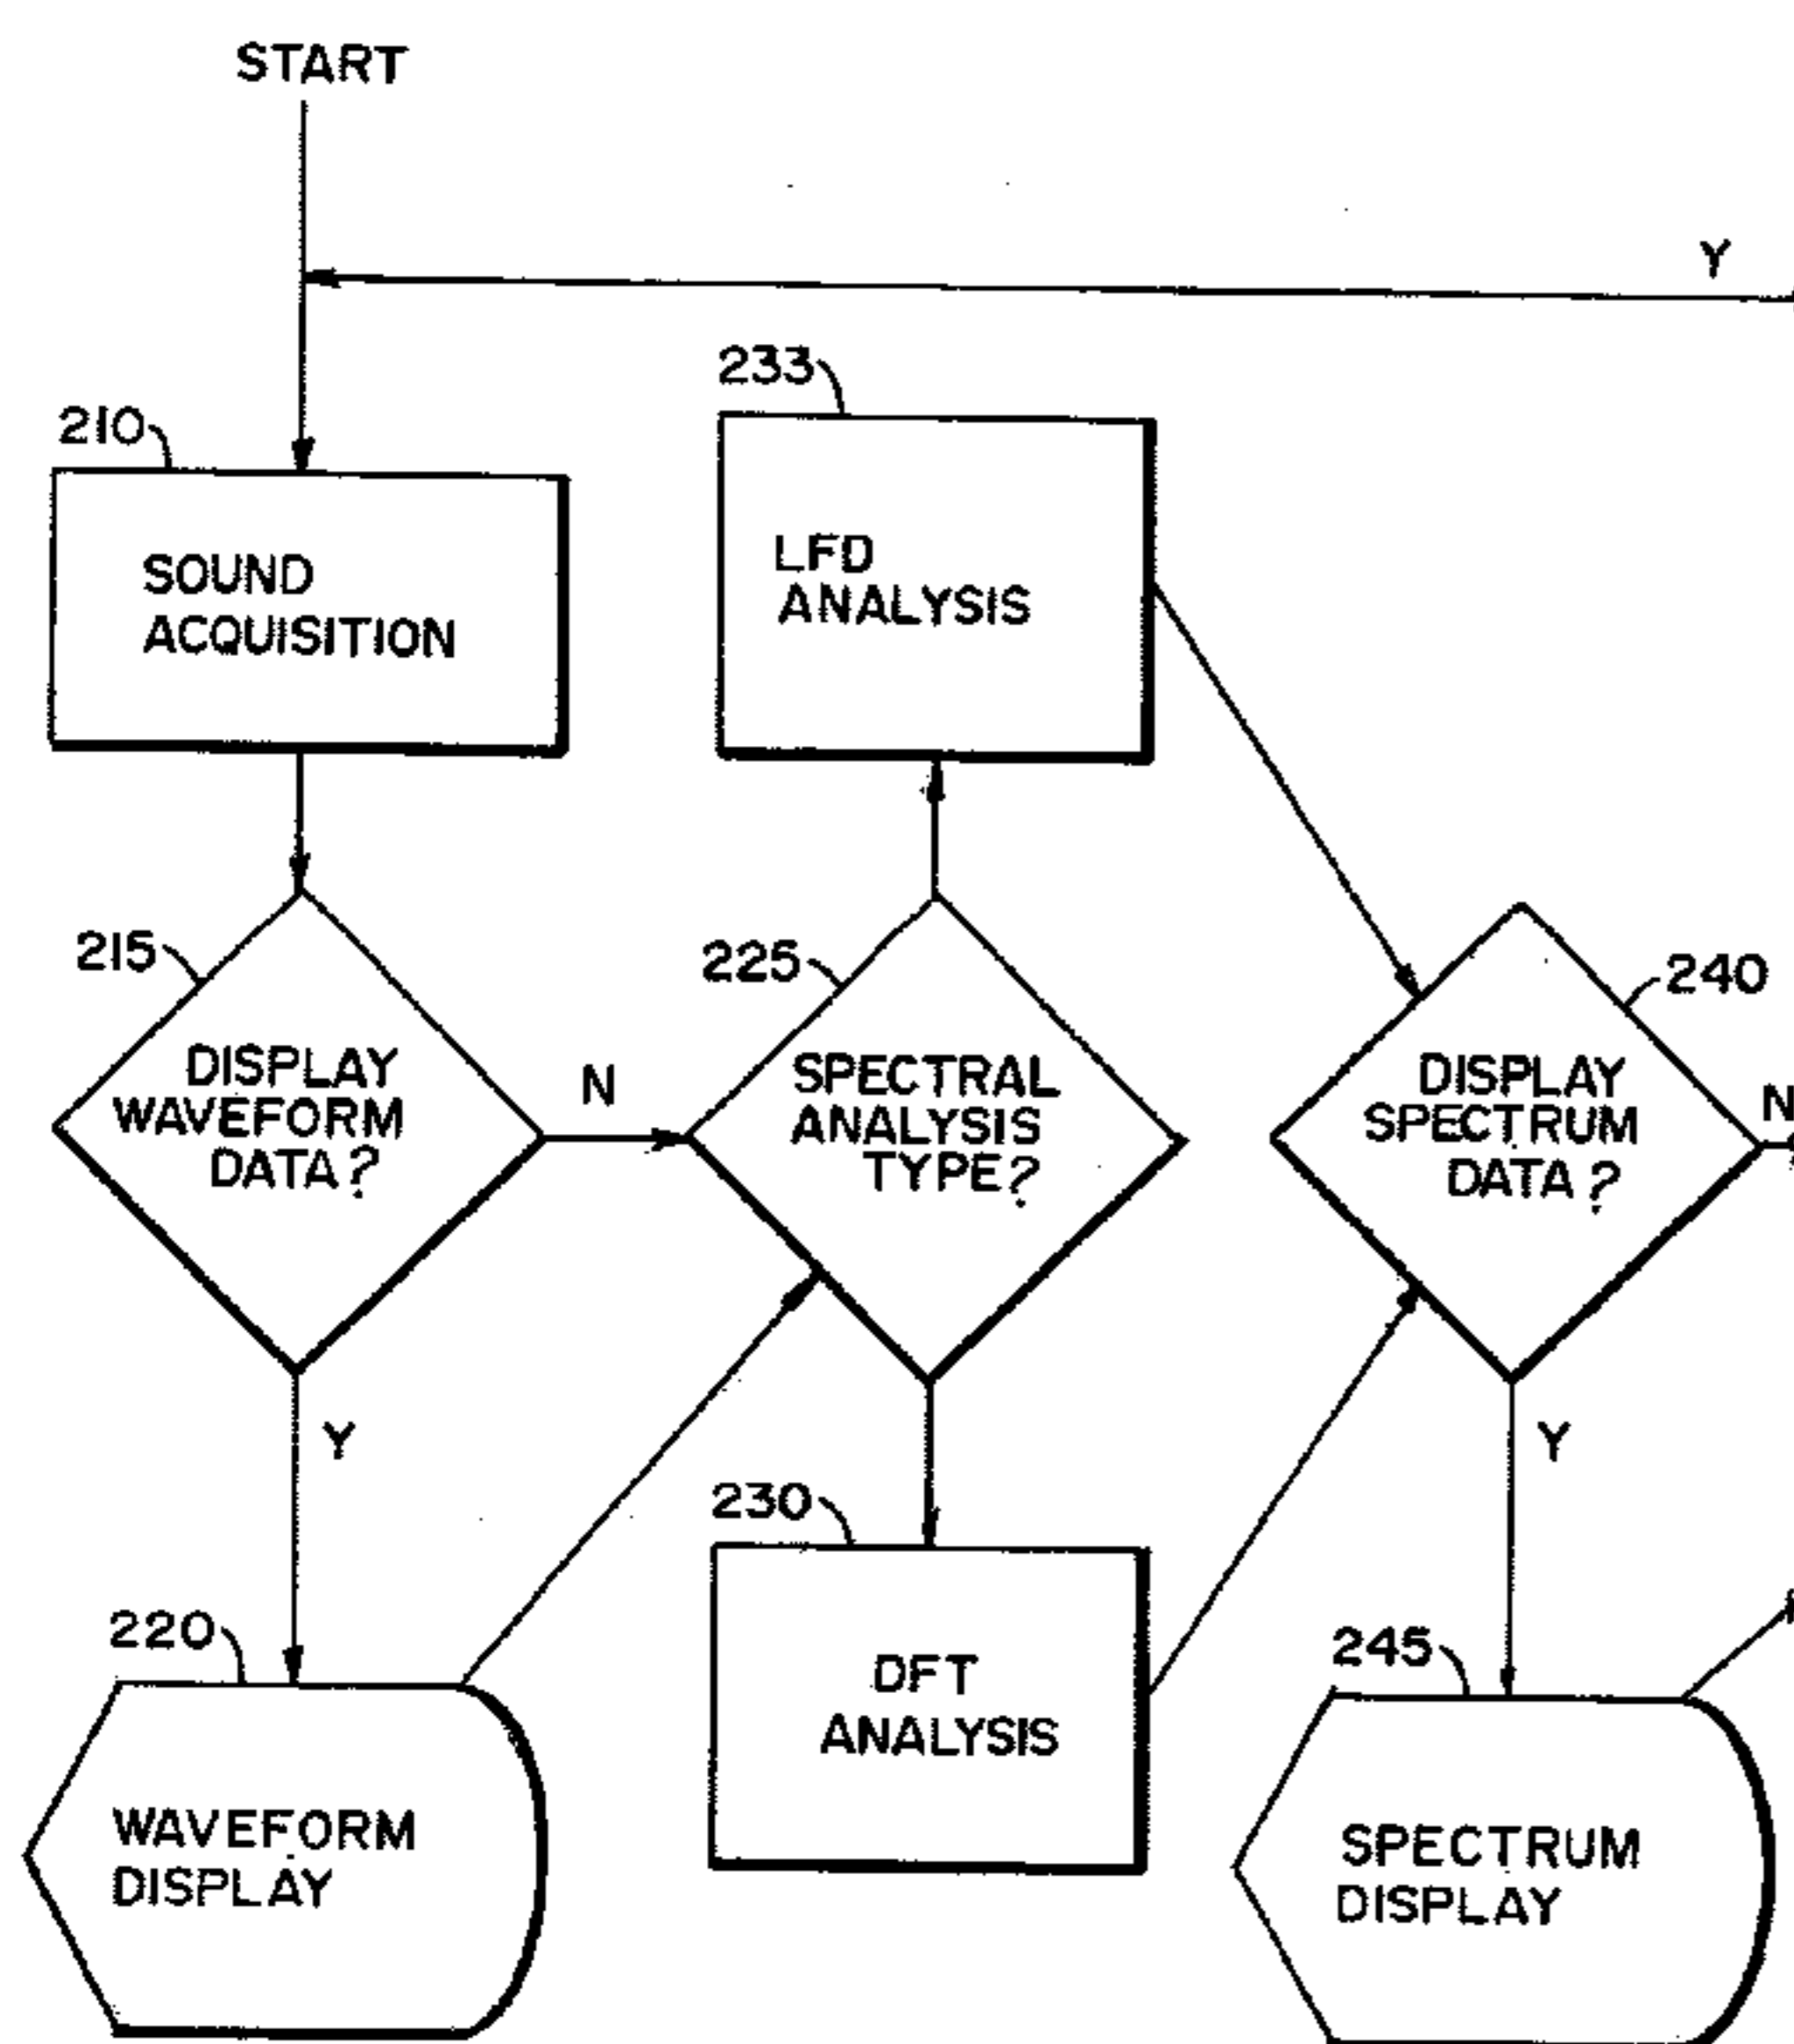 START
Y
233
210
LFD
ANALYSIS
SOUND
ACQUISITION
215
225
240
DISPLAY
WAVEFORM
DATA?
N
SPECTRAL
ANALYSIS
TYPE?
DISPLAY
SPECTRUM
DATA?
N
Y
Y
230
220
245
DFT
ANALYSIS
WAVEFORM
DISPLAY
SPECTRUM
DISPLAY